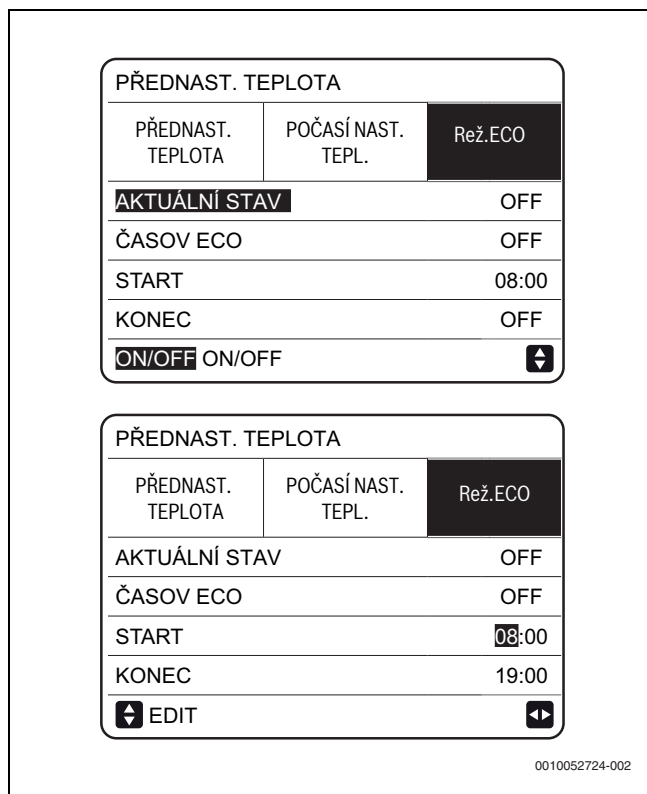 PŘEDNAST. TEPLOTA
PŘEDNAST.
TEPLOTA
POČASÍ NAST.
TEPL.
Rež.ECO
AKTUÁLNÍ STAV OFF
ČASOV ECO OFF
START 08:00
KONEC OFF
ON/OFF ON/OFF
PŘEDNAST. TEPLOTA
PŘEDNAST.
TEPLOTA
POČASÍ NAST.
TEPL.
Rež.ECO
AKTUÁLNÍ STAV OFF
ČASOV ECO OFF
START 08:00
KONEC 19:00
EDIT
0010052724-002